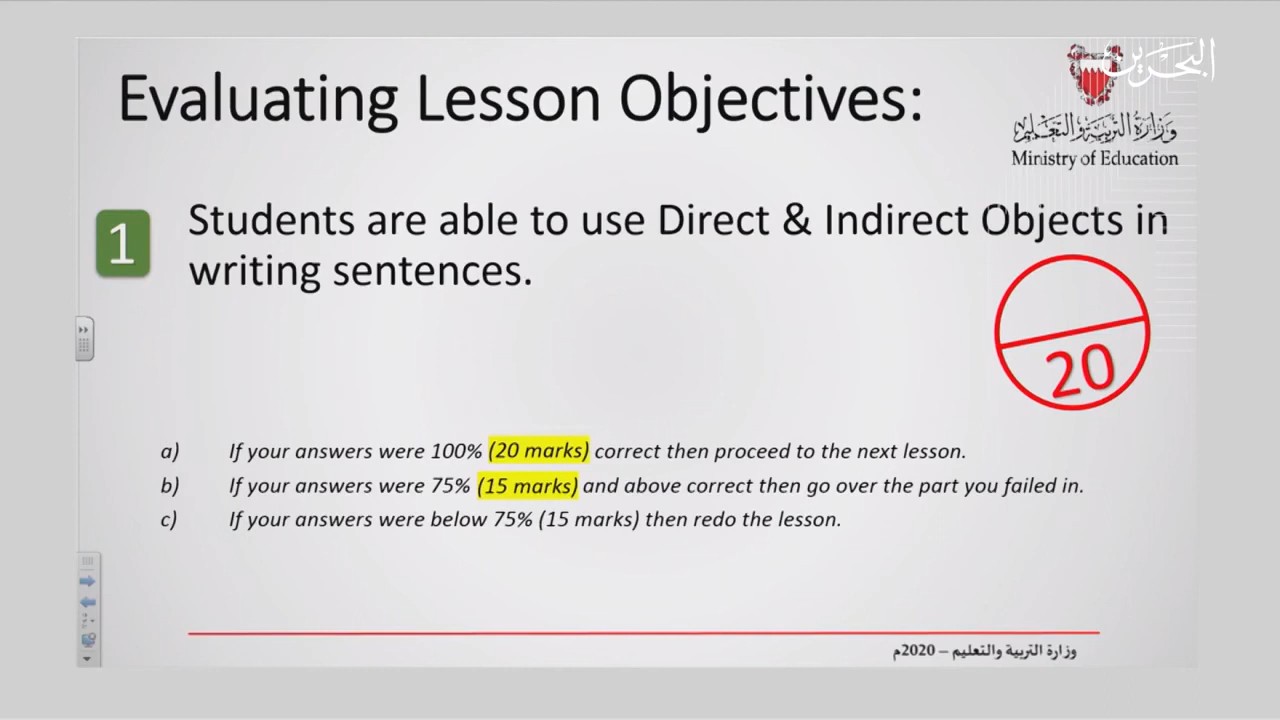 البحرين
Evaluating Lesson Objectives:
وزارة التربية والتعليم
Ministry of Education
1
Students are able to use Direct & Indirect Objects in
writing sentences.
20
a) If your answers were 100% (20 marks) correct then proceed to the next lesson.
b) If your answers were 75% (15 marks) and above correct then go over the part you failed in.
c) If your answers were below 75% (15 marks) then redo the lesson.
وزارة التربية والتعليم – 2020م